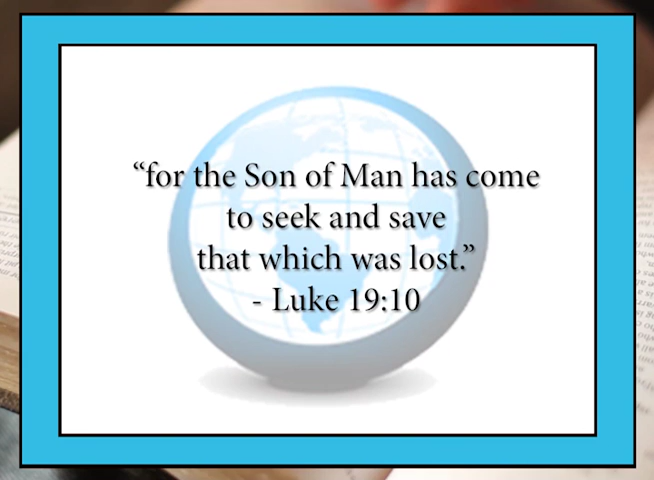 “for the Son of Man has come
to seek and save
that which was lost.”
- Luke 19:10